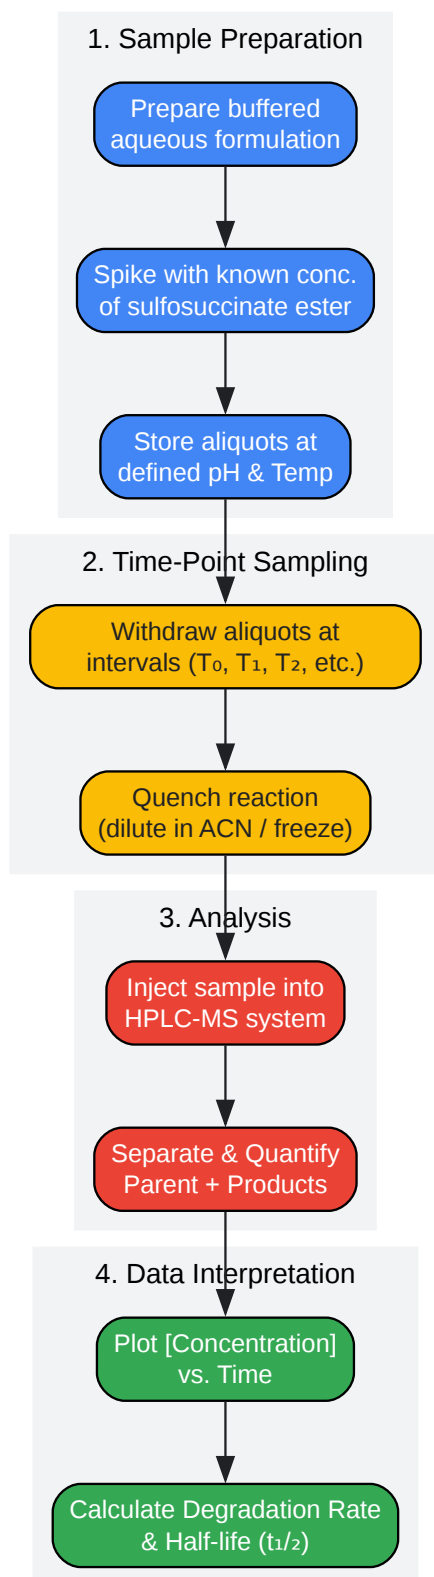 1. Sample Preparation
Prepare buffered
aqueous formulation
Spike with known conc.
of sulfosuccinate ester
Store aliquots at
defined pH & Temp
2. Time-Point Sampling
Withdraw aliquots at
intervals (T₀, T₁, T₂, etc.)
Quench reaction
(dilute in ACN / freeze)
3. Analysis
Inject sample into
HPLC-MS system
Separate & Quantify
Parent + Products
4. Data Interpretation
Plot [Concentration]
vs. Time
Calculate Degradation Rate
& Half-life (t₁/₂)